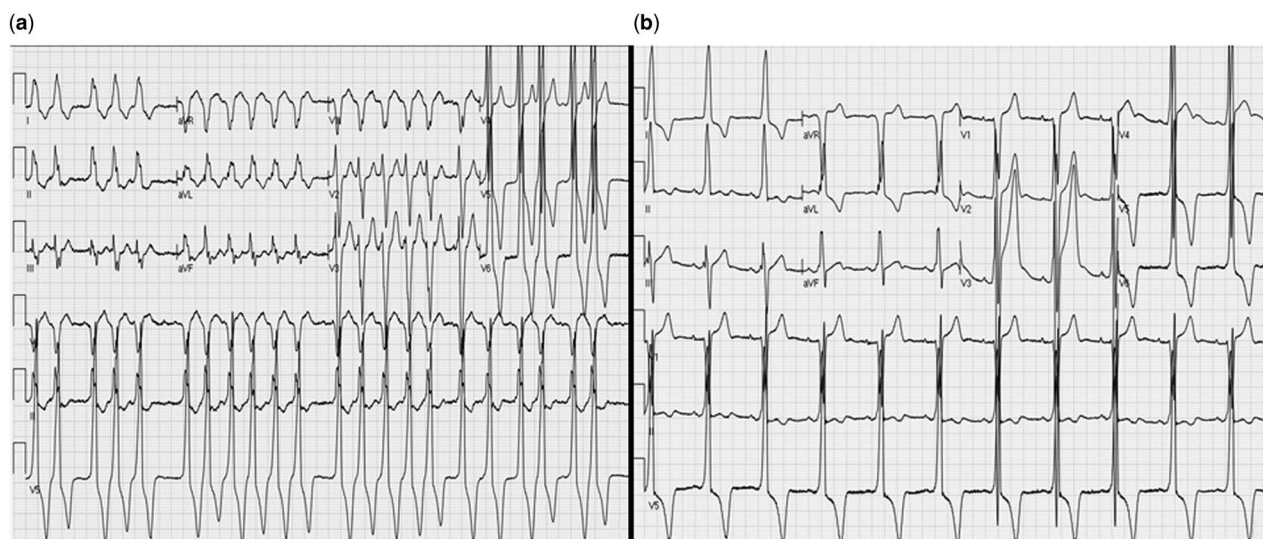 (a) (b)
I aVR V1 V4
II aVL V2 V5
III aVF V3 V6
II
V5
I aVR V1 V4
II aVL V2 V5
III aVF V3 V6
V1
II
V5